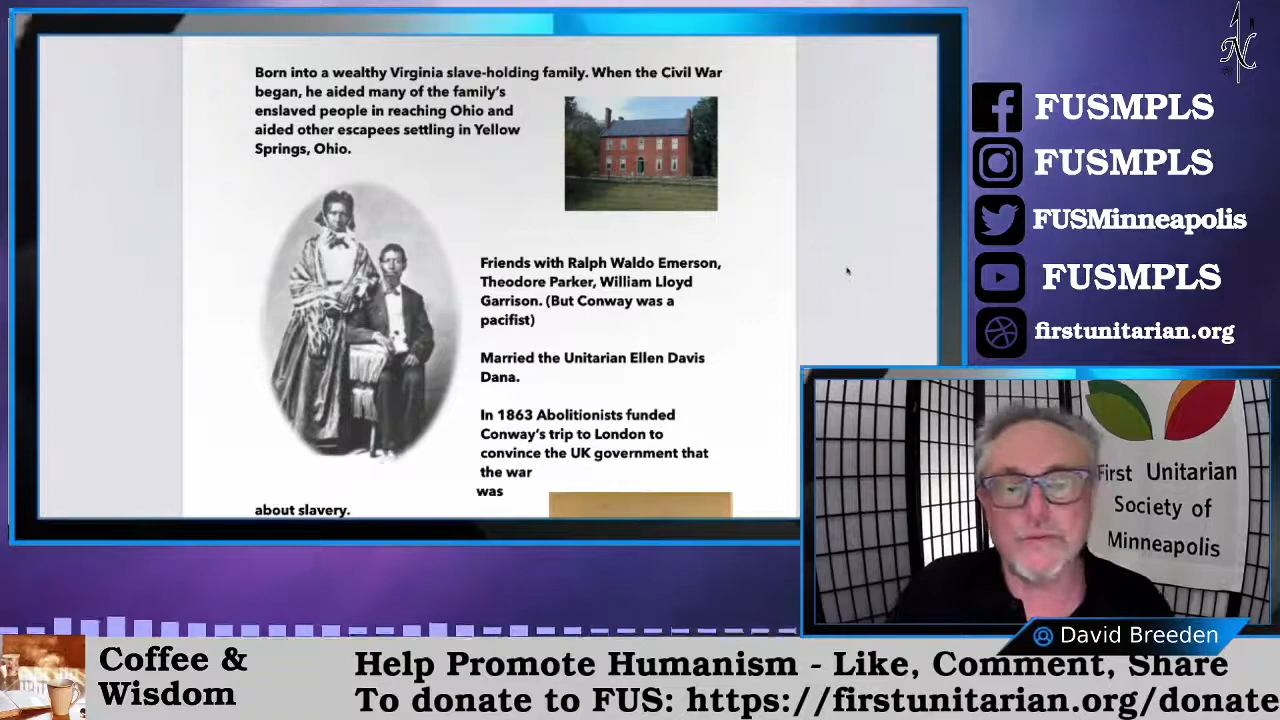 Born into a wealthy Virginia slave-holding family. When the Civil War
began, he aided many of the family's
enslaved people in reaching Ohio and
aided other escapees settling in Yellow
Springs, Ohio.
Friends with Ralph Waldo Emerson,
Theodore Parker, William Lloyd
Garrison. (But Conway was a
pacifist)
Married the Unitarian Ellen Davis
Dana.
In 1863 Abolitionists funded
Conway's trip to London to
convince the UK government that
the war
was
about slavery.
N
FUSMPLS
FUSMPLS
FUSMinneapolis
FUSMPLS
firstunitarian.org
First Unitarian
Society of
Minneapolis
David Breeden
Coffee &
Wisdom
Help Promote Humanism - Like, Comment, Share
To donate to FUS: https://firstunitarian.org/donate